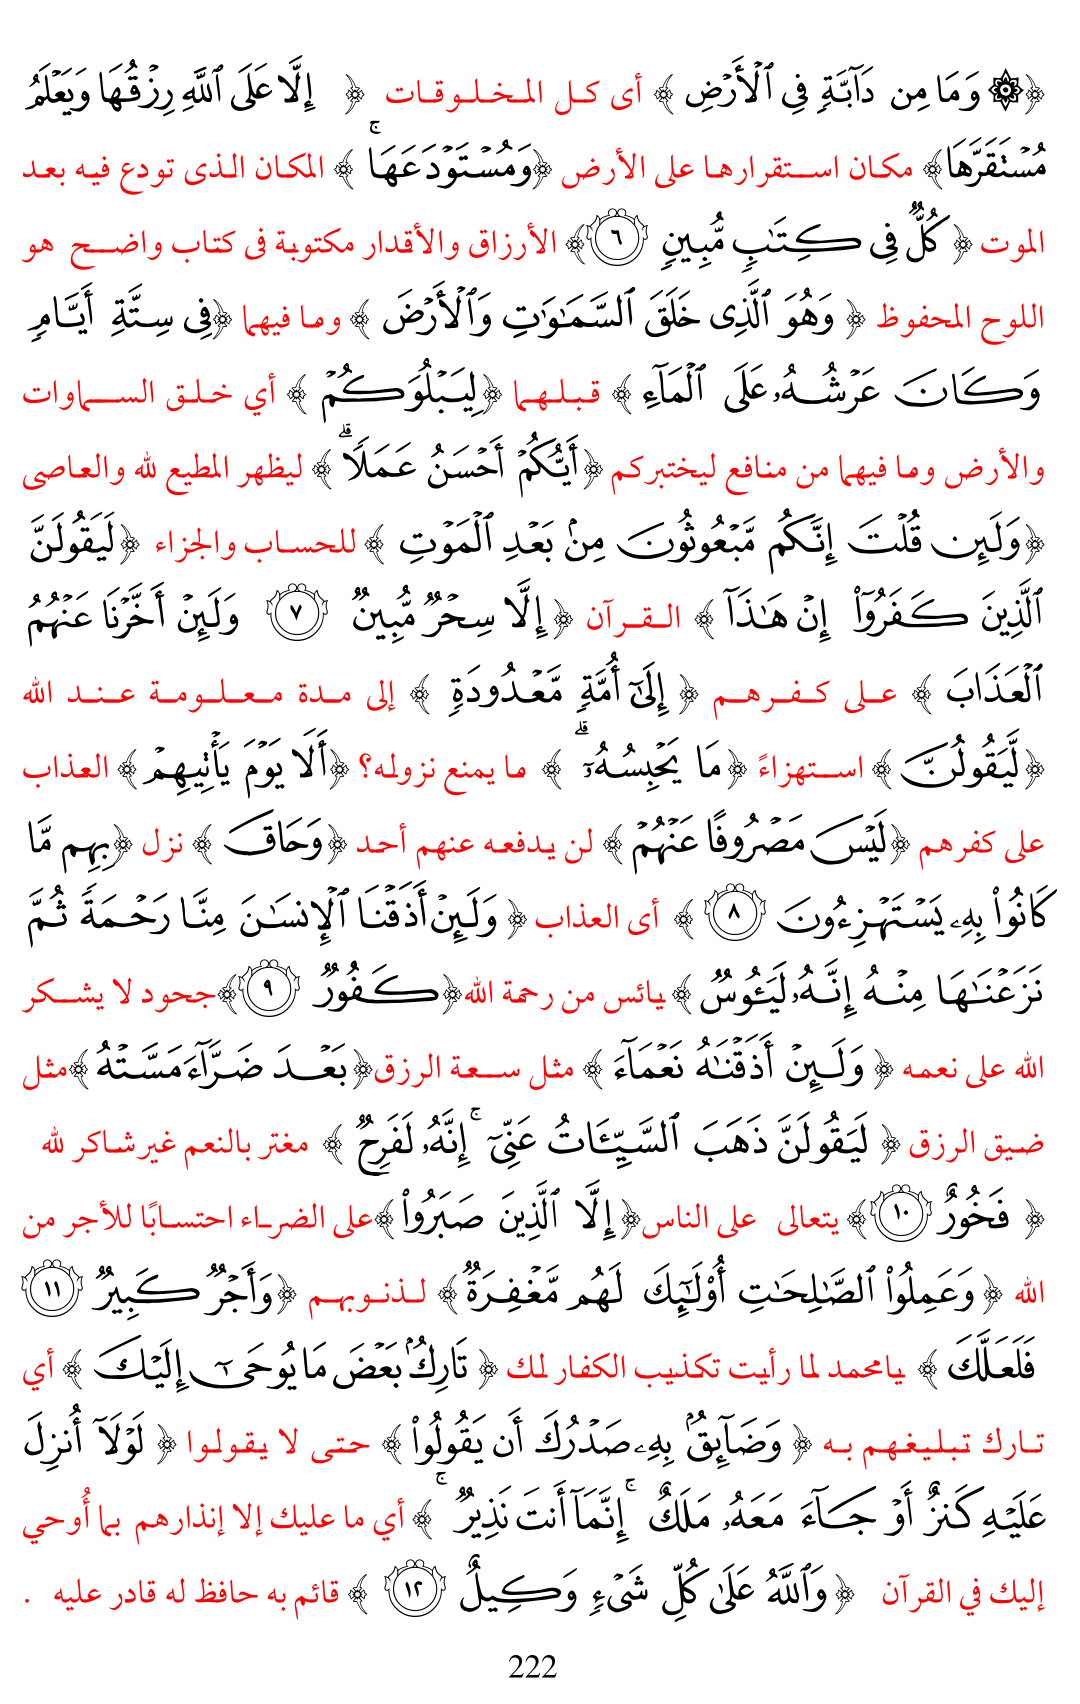 ﴿۞ وَمَا مِن دَآبَّةٖ فِي ٱلۡأَرۡضِ ﴾ أى كل المخلوقات ﴿ إِلَّا عَلَى ٱللَّهِ رِزۡقُهَا وَيَعۡلَمُ
مُسۡتَقَرَّهَا﴾ مكان استقرارها على الأرض ﴿وَمُسۡتَوۡدَعَهَاۚ ﴾ المكان الذى تودع فيه بعد
الموت ﴿ كُلّٞ فِي كِتَٰبٖ مُّبِينٖ ٦﴾ الأرزاق والأقدار مكتوبة فى كتاب واضح هو
اللوح المحفوظ ﴿ وَهُوَ ٱلَّذِي خَلَقَ ٱلسَّمَٰوَٰتِ وَٱلۡأَرۡضَ ﴾ وما فيهما ﴿فِي سِتَّةِ أَيَّامٖ
وَكَانَ عَرۡشُهُۥ عَلَى ٱلۡمَآءِ ﴾ قبلهما ﴿لِيَبۡلُوَكُمۡ ﴾ أي خلق السماوات
والأرض وما فيهما من منافع ليختبركم ﴿أَيُّكُمۡ أَحۡسَنُ عَمَلٗاۗ ﴾ ليظهر المطيع لله والعاصى
﴿وَلَئِن قُلۡتَ إِنَّكُم مَّبۡعُوثُونَ مِنۢ بَعۡدِ ٱلۡمَوۡتِ ﴾ للحساب والجزاء ﴿لَيَقُولَنَّ
ٱلَّذِينَ كَفَرُوٓاْ إِنۡ هَٰذَآ ﴾ القرآن ﴿ إِلَّا سِحۡرٞ مُّبِينٞ ٧ وَلَئِنۡ أَخَّرۡنَا عَنۡهُمُ
ٱلۡعَذَابَ ﴾ على كفرهم ﴿ إِلَىٰٓ أُمَّةٖ مَّعۡدُودَةٖ ﴾ إلى مدة معلومة عند الله
﴿لَّيَقُولُنَّ ﴾ استهزاءً ﴿مَا يَحۡبِسُهُۥٓۗ ﴾ ما يمنع نزوله؟ ﴿أَلَا يَوۡمَ يَأۡتِيهِمۡ ﴾ العذاب
على كفرهم ﴿لَيۡسَ مَصۡرُوفًا عَنۡهُمۡ ﴾ لن يدفعه عنهم أحد ﴿وَحَاقَ ﴾ نزل ﴿بِهِم مَّا
كَانُواْ بِهِۦ يَسۡتَهۡزِءُونَ ٨ ﴾ أى العذاب ﴿ وَلَئِنۡ أَذَقۡنَا ٱلۡإِنسَٰنَ مِنَّا رَحۡمَةٗ ثُمَّ
نَزَعۡنَٰهَا مِنۡهُ إِنَّهُۥ لَيَـُٔوسٞ ﴾ يائس من رحمة الله﴿كَفُورٞ ٩﴾جحود لا يشكر
الله على نعمه ﴿ وَلَئِنۡ أَذَقۡنَٰهُ نَعۡمَآءَ ﴾ مثل سعة الرزق﴿بَعۡدَ ضَرَّآءَ مَسَّتۡهُ ﴾مثل
ضيق الرزق ﴿ لَيَقُولَنَّ ذَهَبَ ٱلسَّيِّـَٔاتُ عَنِّيٓۚ إِنَّهُۥ لَفَرِحٞ ﴾ مغتر بالنعم غيرشاكر لله
﴿ فَخُورٌ ١٠﴾ يتعالى على الناس﴿إِلَّا ٱلَّذِينَ صَبَرُواْ ﴾على الضراء احتسابًا للأجر من
الله ﴿ وَعَمِلُواْ ٱلصَّٰلِحَٰتِ أُوْلَٰٓئِكَ لَهُم مَّغۡفِرَةٞ ﴾ لذنوبهم ﴿وَأَجۡرٞ كَبِيرٞ ١١
فَلَعَلَّكَ ﴾ يامحمد لما رأيت تكذيب الكفار لمك ﴿ تَارِكُۢ بَعۡضَ مَا يُوحَىٰٓ إِلَيۡكَ ﴾ أي
تارك تبليغهم به ﴿ وَضَآئِقُۢ بِهِۦ صَدۡرُكَ أَن يَقُولُواْ ﴾ حتى لا يقولوا ﴿ لَوۡلَآ أُنزِلَ
عَلَيۡهِ كَنزٌ أَوۡ جَآءَ مَعَهُۥ مَلَكٌۚ إِنَّمَآ أَنتَ نَذِيرٞۚ ﴾ أي ما عليك إلا إنذارهم بما أُوحي
إليك في القرآن ﴿ وَٱللَّهُ عَلَىٰ كُلِّ شَيۡءٖ وَكِيلٌ ١٢ ﴾ قائم به حافظ له قادر عليه .
222